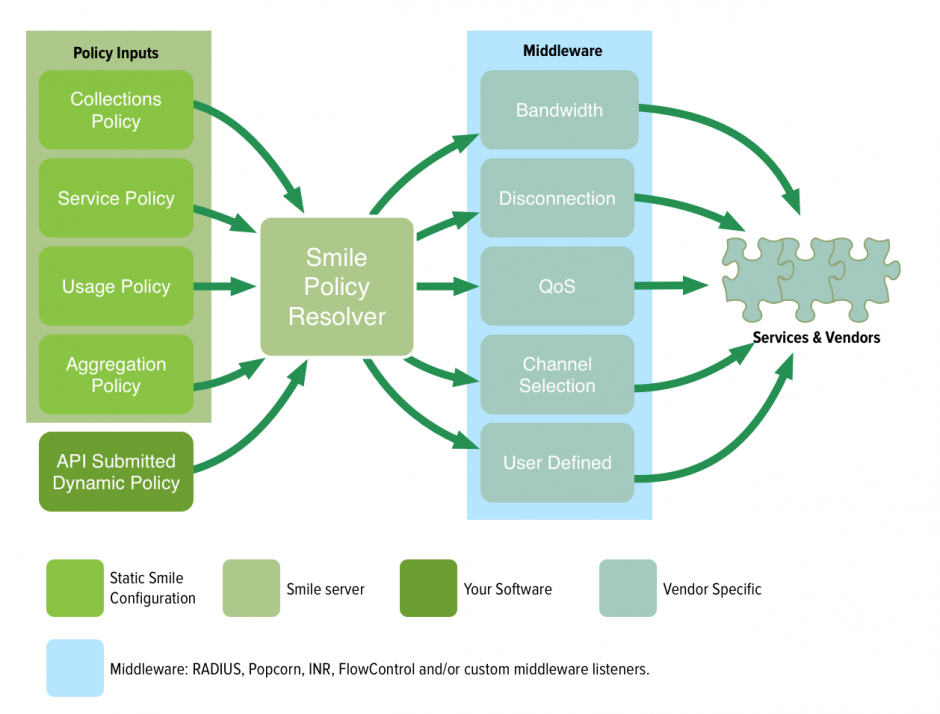 Policy Inputs
Collections
Policy
Service Policy
Usage Policy
Aggregation
Policy
API Submitted
Dynamic Policy
Smile
Policy
Resolver
Middleware
Bandwidth
Disconnection
QoS
Channel
Selection
User Defined
Services & Vendors
Static Smile
Configuration
Smile server
Your Software
Vendor Specific
Middleware: RADIUS, Popcorn, INR, FlowControl and/or custom middleware listeners.